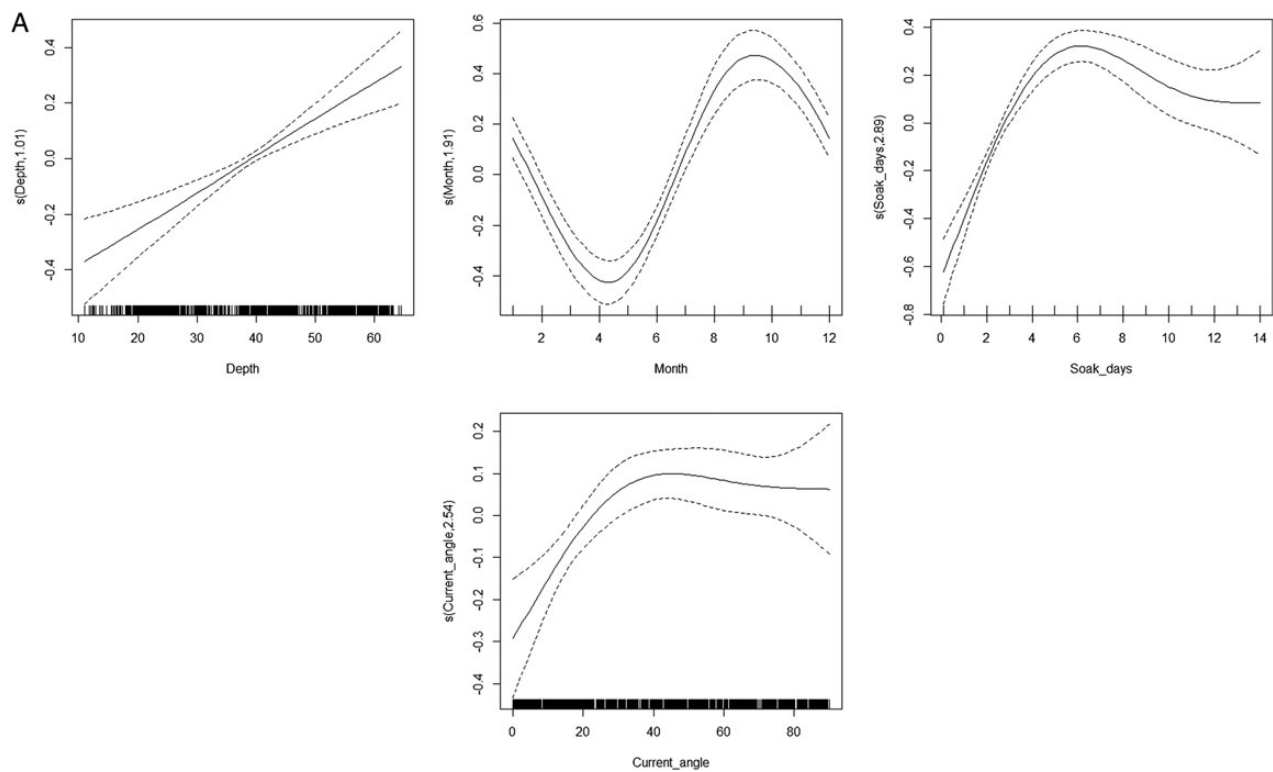 A
s(Depth,1.01)
0.4
0.2
0.0
-0.2
-0.4
10 20 30 40 50 60
Depth
s(Month,1.91)
0.6
0.4
0.2
0.0
-0.2
-0.4
2 4 6 8 10 12
Month
s(Soak_days,2.89)
0.4
0.2
0.0
-0.2
-0.4
-0.6
-0.8
0 2 4 6 8 10 12 14
Soak_days
s(Current_angle,2.54)
0.2
0.1
0.0
-0.1
-0.2
-0.3
-0.4
0 20 40 60 80
Current_angle